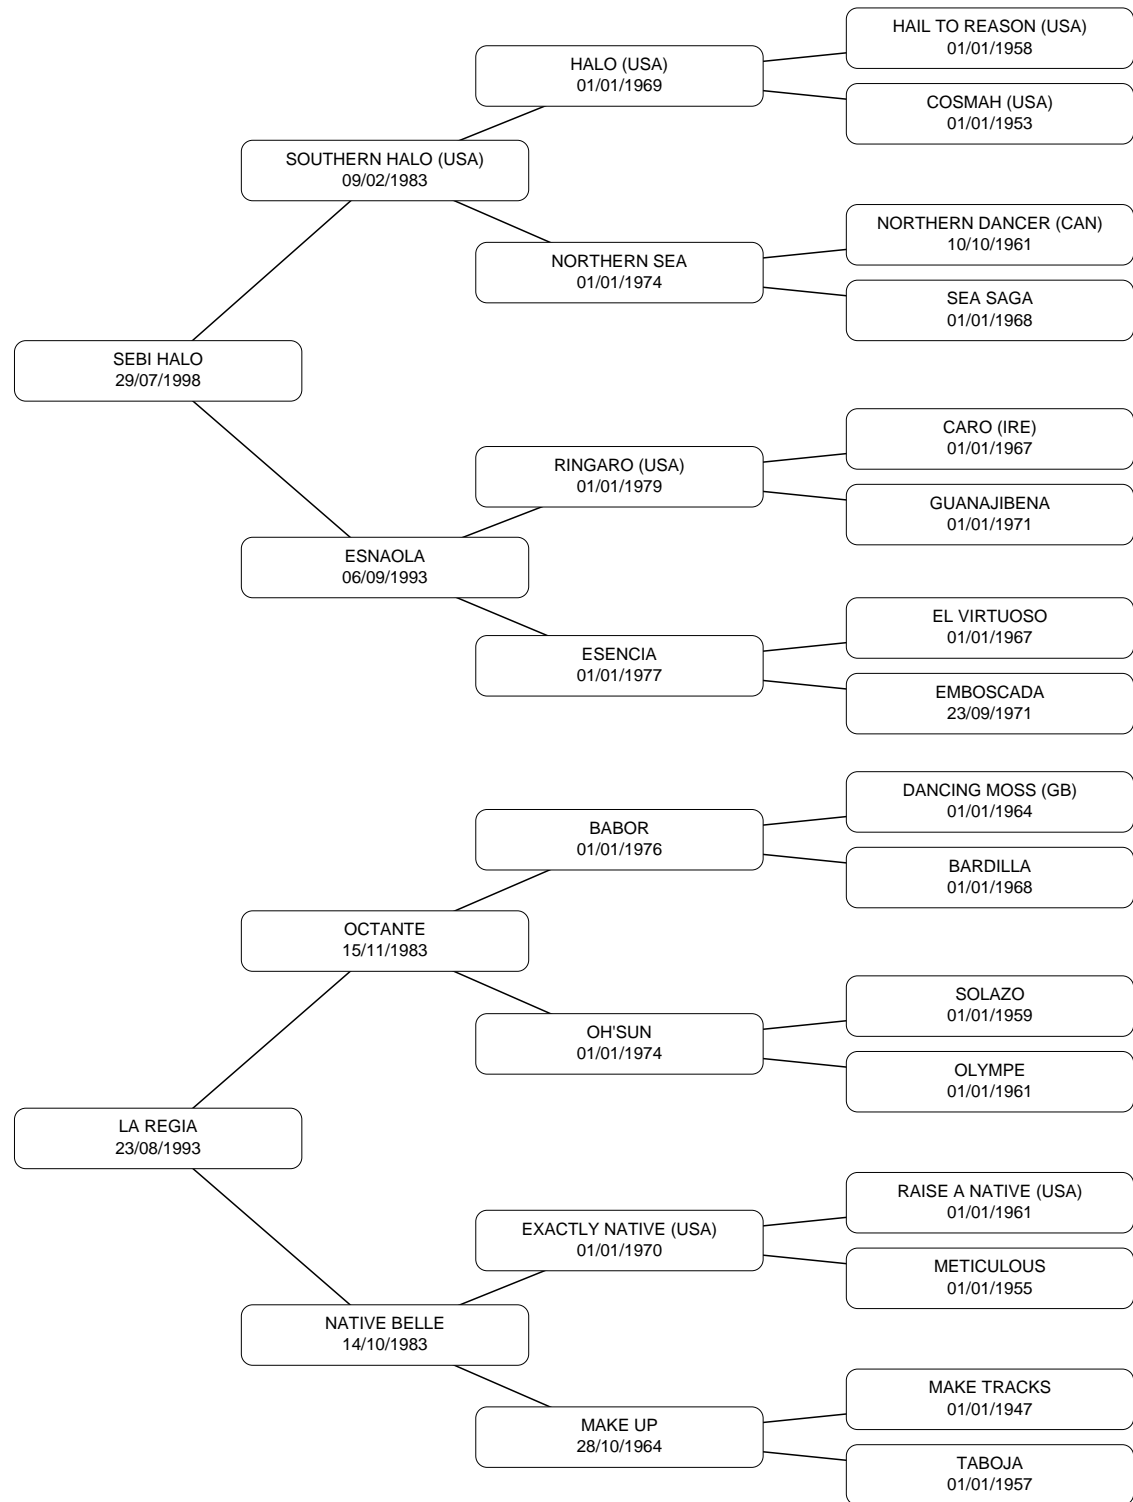 HAIL TO REASON (USA)
01/01/1958
HALO (USA)
01/01/1969
COSMAH (USA)
01/01/1953
SOUTHERN HALO (USA)
09/02/1983
NORTHERN DANCER (CAN)
10/10/1961
NORTHERN SEA
01/01/1974
SEA SAGA
01/01/1968
SEBI HALO
29/07/1998
CARO (IRE)
01/01/1967
RINGARO (USA)
01/01/1979
GUANAJIBENA
01/01/1971
ESNAOLA
06/09/1993
EL VIRTUOSO
01/01/1967
ESENCIA
01/01/1977
EMBOSCADA
23/09/1971
DANCING MOSS (GB)
01/01/1964
BABOR
01/01/1976
BARDILLA
01/01/1968
OCTANTE
15/11/1983
SOLAZO
01/01/1959
OH'SUN
01/01/1974
OLYMPE
01/01/1961
LA REGIA
23/08/1993
RAISE A NATIVE (USA)
01/01/1961
EXACTLY NATIVE (USA)
01/01/1970
METICULOUS
01/01/1955
NATIVE BELLE
14/10/1983
MAKE TRACKS
01/01/1947
MAKE UP
28/10/1964
TABOJA
01/01/1957